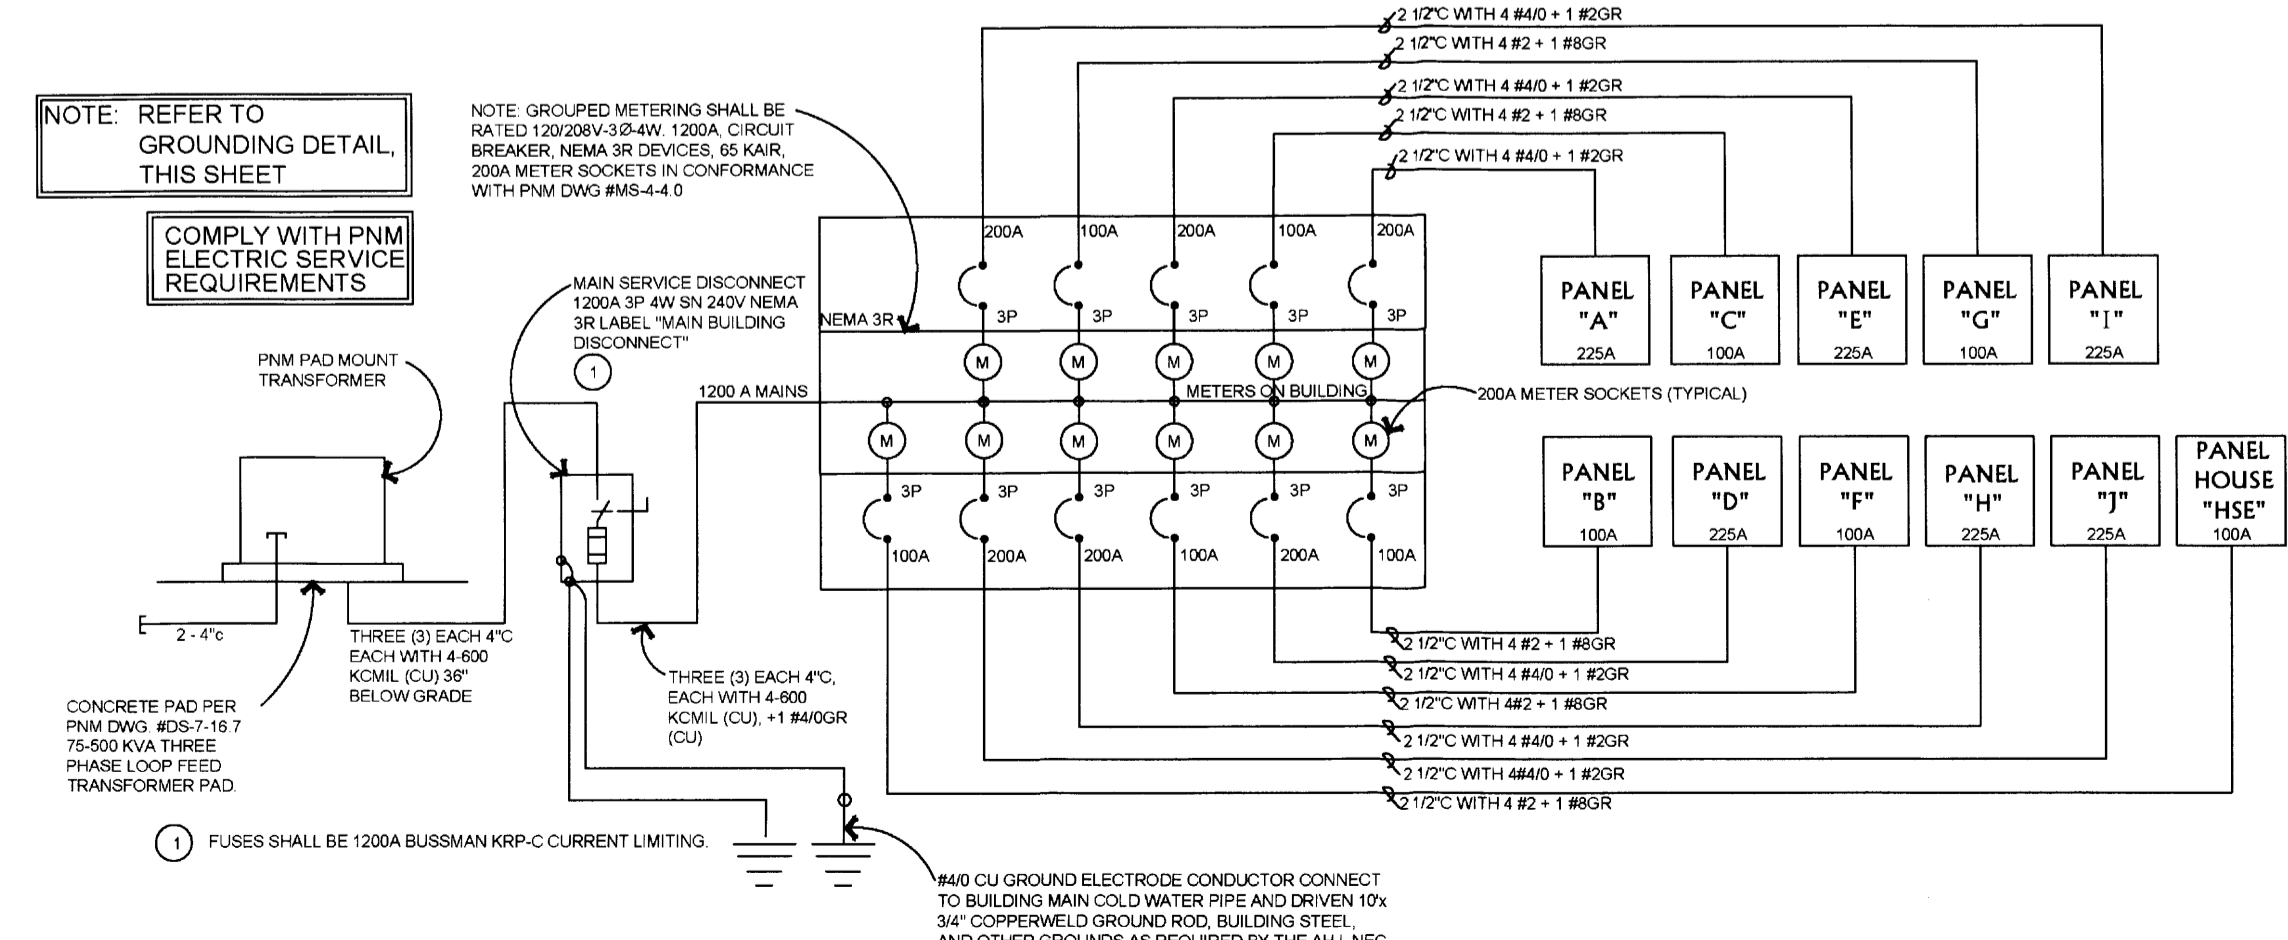 NOTE: REFER TO
GROUNDING DETAIL,
THIS SHEET
COMPLY WITH PNM
ELECTRIC SERVICE
REQUIREMENTS
NOTE: GROUPED METERING SHALL BE
RATED 120/208V-3Ø-4W. 1200A, CIRCUIT
BREAKER, NEMA 3R DEVICES, 65 KAIR,
200A METER SOCKETS IN CONFORMANCE
WITH PNM DWG #MS-4-4.0
MAIN SERVICE DISCONNECT
1200A 3P 4W SN 240V NEMA
3R LABEL "MAIN BUILDING
DISCONNECT"
1
PNM PAD MOUNT
TRANSFORMER
2 1/2"C WITH 4 #4/0 + 1 #2GR
2 1/2"C WITH 4 #2 + 1 #8GR
2 1/2"C WITH 4 #4/0 + 1 #2GR
2 1/2"C WITH 4 #2 + 1 #8GR
2 1/2"C WITH 4 #4/0 + 1 #2GR
200A 100A 200A 100A 200A
NEMA 3R 3P 3P 3P 3P 3P
M M M M M
1200 A MAINS
METERS ON BUILDING
200A METER SOCKETS (TYPICAL)
M M M M M M
3P 3P 3P 3P 3P 3P
100A 200A 200A 100A 200A 100A
PANEL
"A"
225A
PANEL
"C"
100A
PANEL
"E"
225A
PANEL
"G"
100A
PANEL
"I"
225A
PANEL
"B"
100A
PANEL
"D"
225A
PANEL
"F"
100A
PANEL
"H"
225A
PANEL
"J"
225A
PANEL
HOUSE
"HSE"
100A
2 1/2"C WITH 4 #2 + 1 #8GR
2 1/2"C WITH 4 #4/0 + 1 #2GR
2 1/2"C WITH 4#2 + 1 #8GR
2 1/2"C WITH 4 #4/0 + 1 #2GR
2 1/2"C WITH 4#4/0 + 1 #2GR
2 1/2"C WITH 4 #2 + 1 #8GR
2 - 4"c
THREE (3) EACH 4"C
EACH WITH 4-600
KCMIL (CU) 36"
BELOW GRADE
THREE (3) EACH 4"C,
EACH WITH 4-600
KCMIL (CU), +1 #4/0GR
(CU)
CONCRETE PAD PER
PNM DWG. #DS-7-16.7
75-500 KVA THREE
PHASE LOOP FEED
TRANSFORMER PAD.
1 FUSES SHALL BE 1200A BUSSMAN KRP-C CURRENT LIMITING.
#4/0 CU GROUND ELECTRODE CONDUCTOR CONNECT
TO BUILDING MAIN COLD WATER PIPE AND DRIVEN 10'x
3/4" COPPERWELD GROUND ROD, BUILDING STEEL,
AND OTHER GROUNDS AS REQUIRED BY THE AHJ, NEC